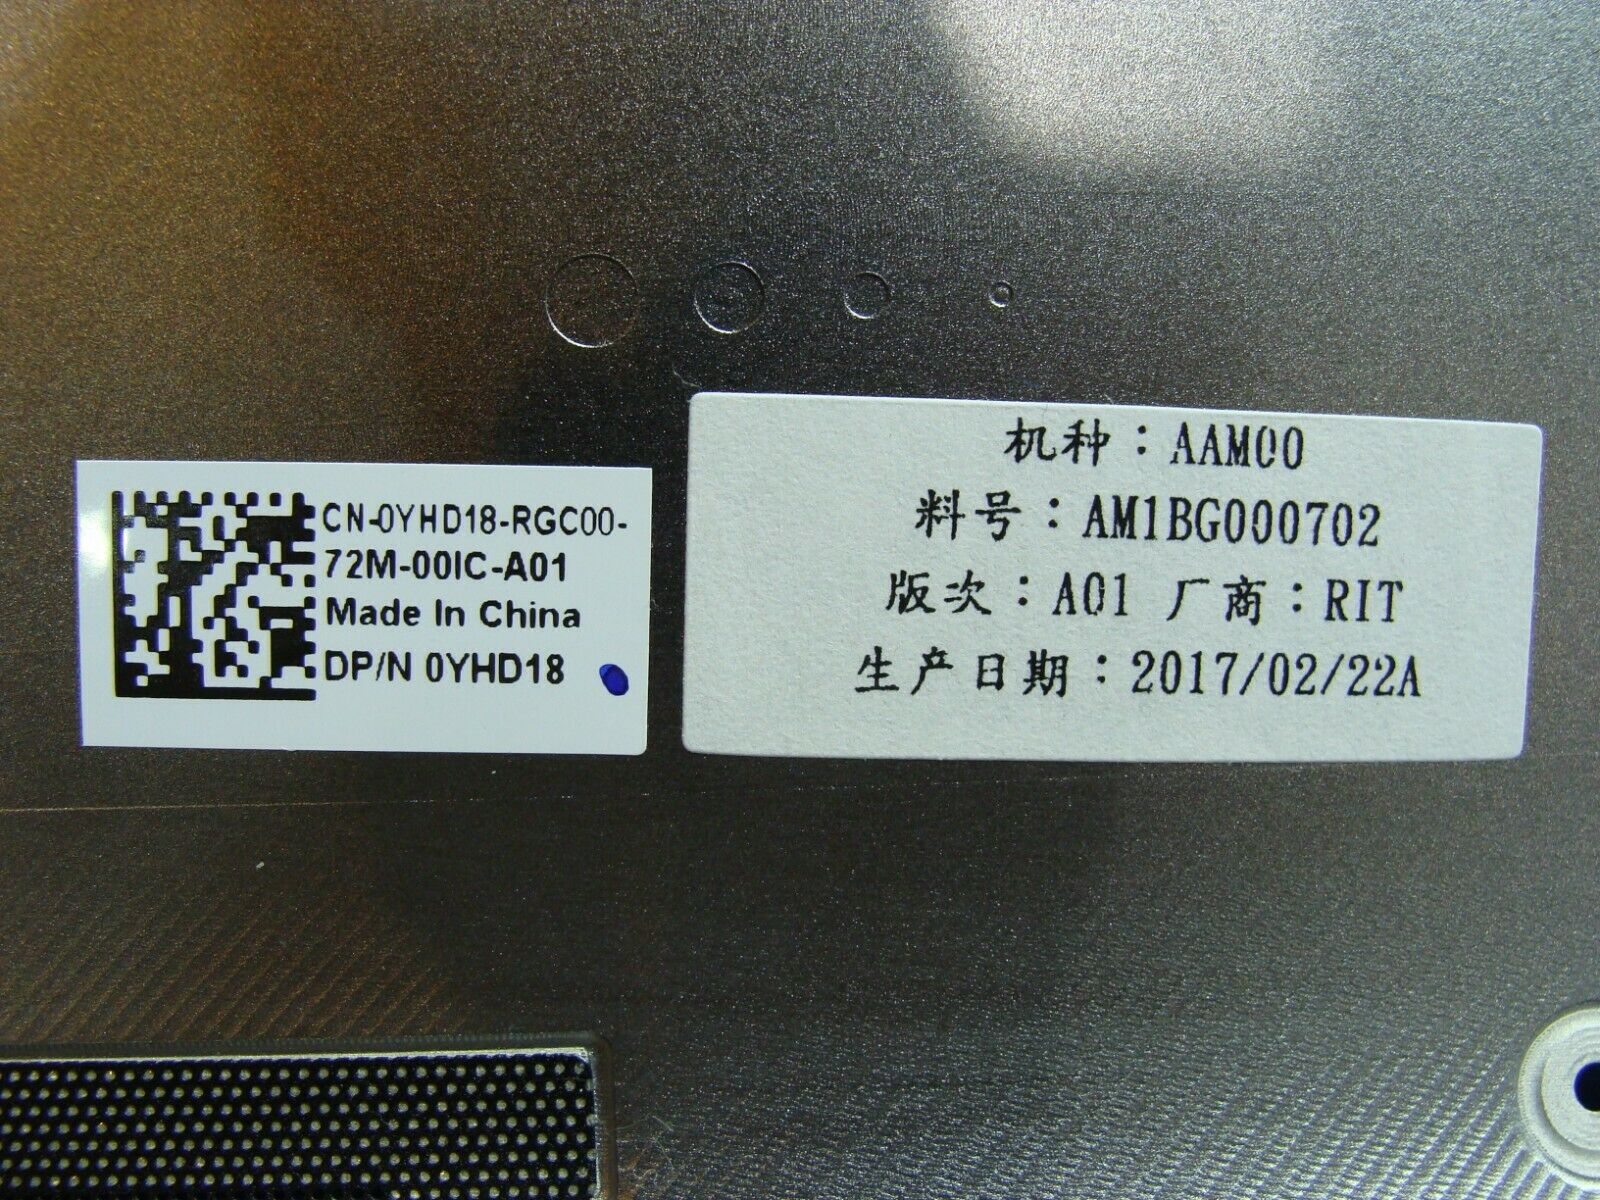 CN-0YHD18-RGC00-
72M-00IC-A01
Made In China
DP/N 0YHD18
机种：AAM00
料号：AM1BG000702
版次：A01 厂商：RIT
生产日期：2017/02/22A